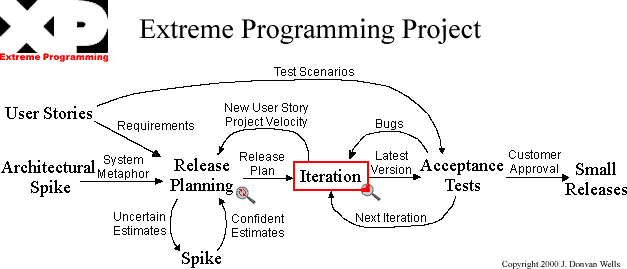 XP
Extreme Programming
Extreme Programming Project
Test Scenarios
User Stories
New User Story
Project Velocity
Bugs
Requirements
Architectural
Spike
System
Metaphor
Release
Planning
Release
Plan
Iteration
Latest
Version
Acceptance
Tests
Customer
Approval
Small
Releases
Uncertain
Estimates
Confident
Estimates
Next Iteration
Spike
Copyright 2000 J. Donvan Wells